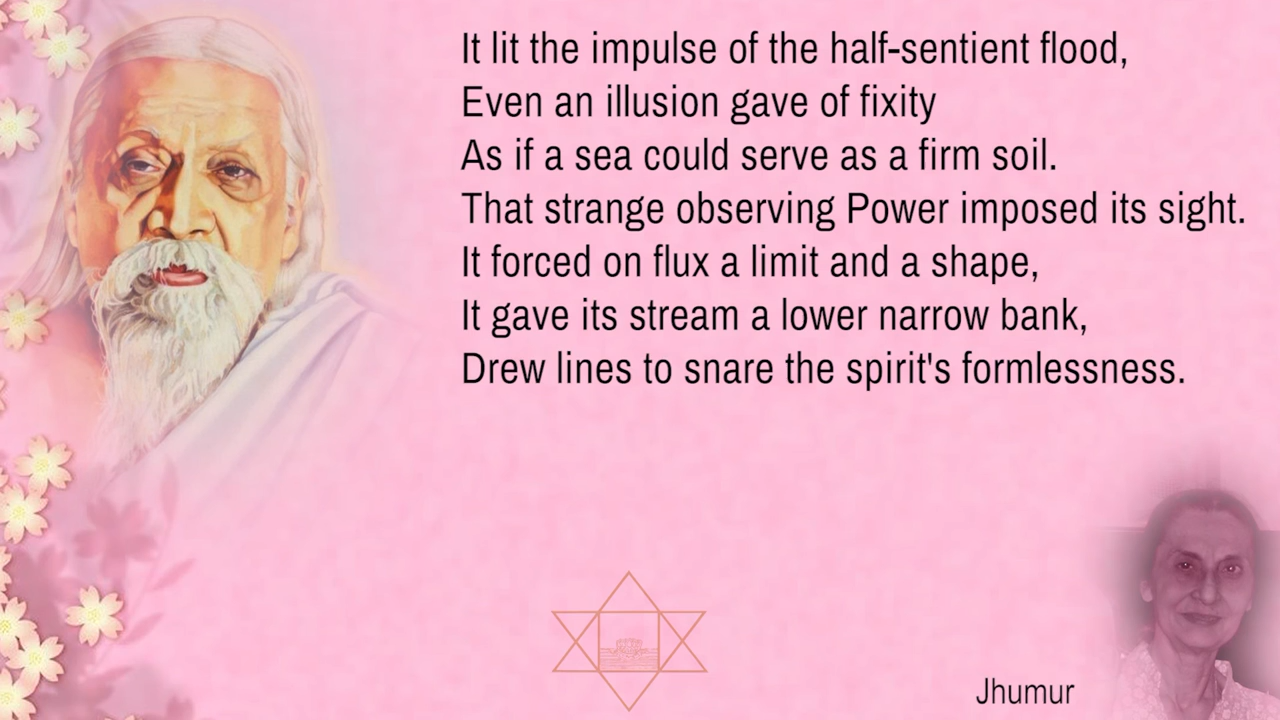 It lit the impulse of the half-sentient flood,
Even an illusion gave of fixity
As if a sea could serve as a firm soil.
That strange observing Power imposed its sight.
It forced on flux a limit and a shape,
It gave its stream a lower narrow bank,
Drew lines to snare the spirit's formlessness.
Jhumur